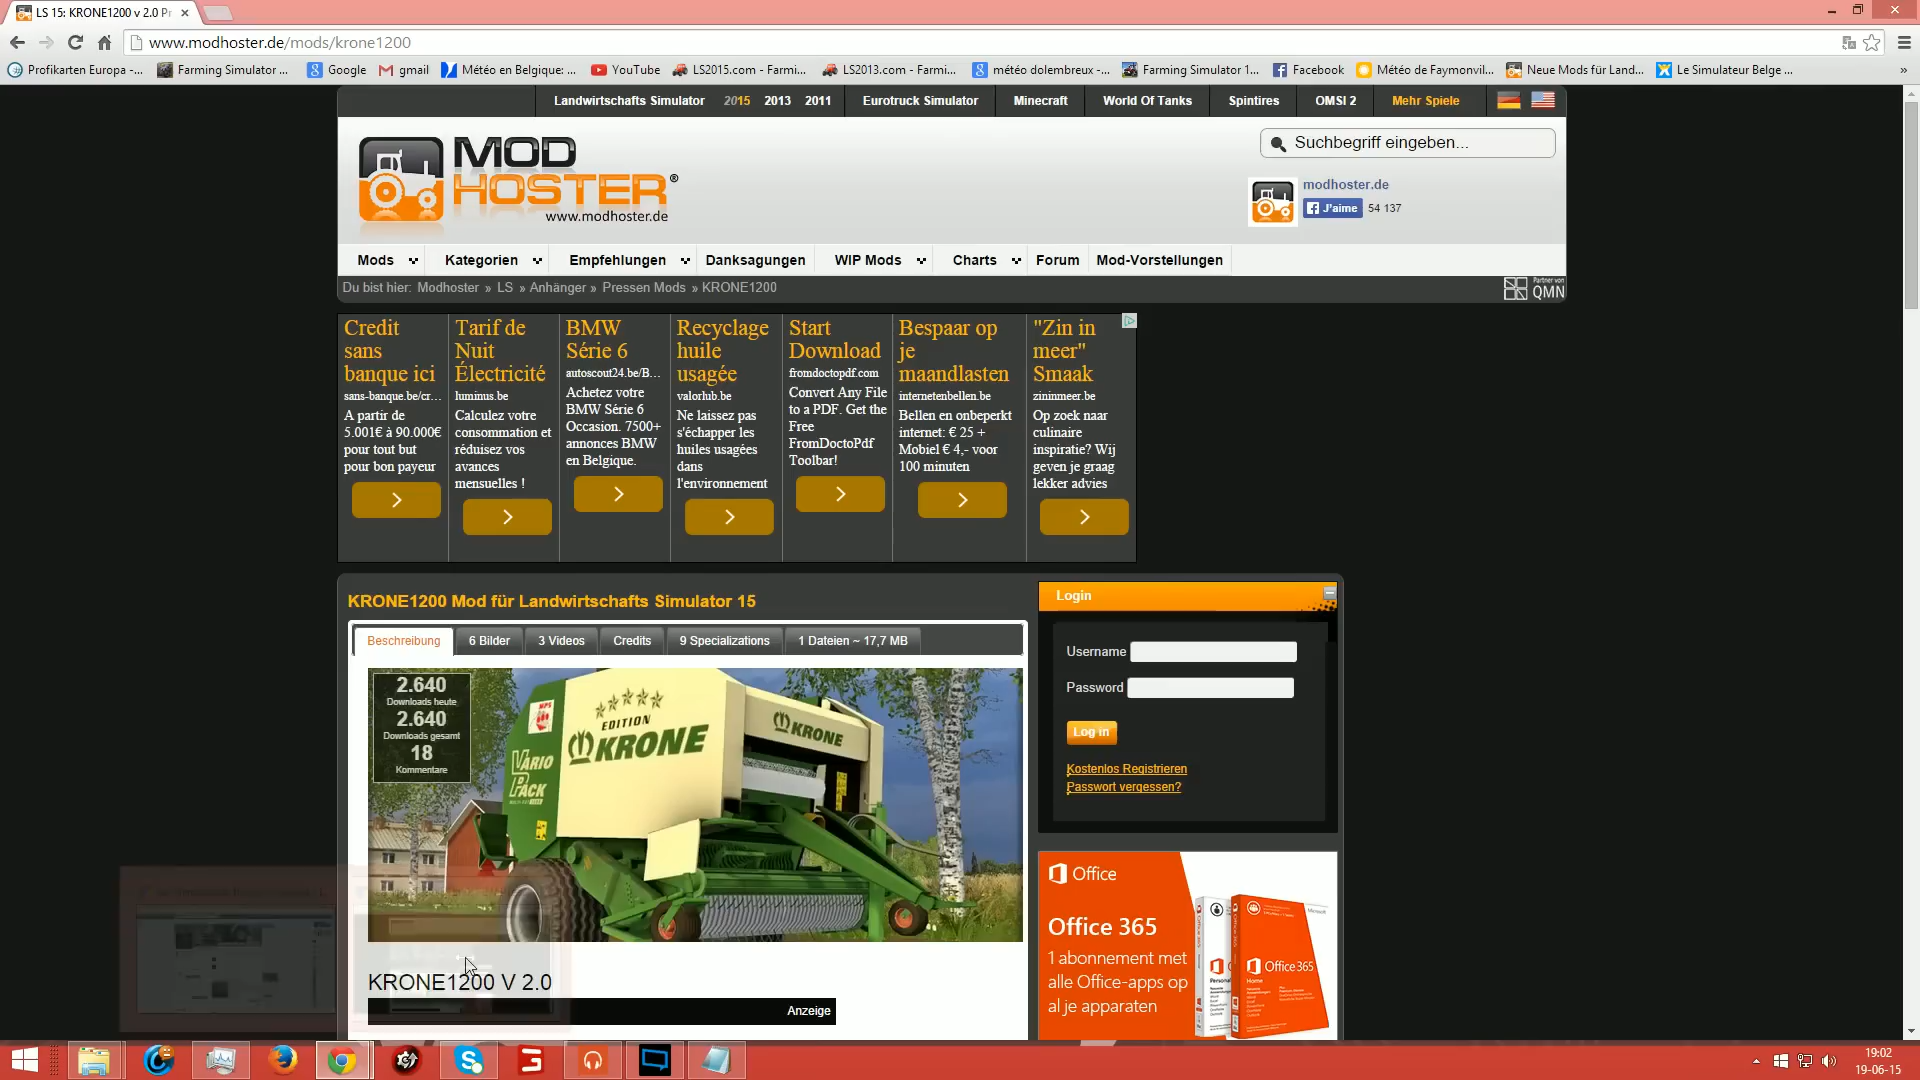 LS 15: KRONE1200 v 2.0 Pr
www.modhoster.de/mods/krone1200
Profikarten Europa -...
Farming Simulator ...
Google
gmail
Météo en Belgique: ...
YouTube
LS2015.com - Farmi...
LS2013.com - Farmi...
météo dolembreux -...
Farming Simulator 1...
Facebook
Météo de Faymonvil...
Neue Mods für Land...
Le Simulateur Belge ...
Landwirtschafts Simulator 2015 2013 2011
Eurotruck Simulator
Minecraft
World Of Tanks
Spintires
OMSI 2
Mehr Spiele
MOD
HOSTER®
www.modhoster.de
Suchbegriff eingeben...
modhoster.de
J'aime 54 137
Mods
Kategorien
Empfehlungen
Danksagungen
WIP Mods
Charts
Forum
Mod-Vorstellungen
Du bist hier: Modhoster » LS » Anhänger » Pressen Mods » KRONE1200
Partner von
QMN
Credit
sans
banque ici
sans-banque.be/cr...
A partir de
5.001€ à 90.000€
pour tout but
pour bon payeur
Tarif de
Nuit
Électricité
luminus.be
Calculez votre
consommation et
réduisez vos
avances
mensuelles !
BMW
Série 6
autoscout24.be/B...
Achetez votre
BMW Série 6
Occasion. 7500+
annonces BMW
en Belgique.
Recyclage
huile
usagée
valorlub.be
Ne laissez pas
s'échapper les
huiles usagées
dans
l'environnement
Start
Download
fromdoctopdf.com
Convert Any File
to a PDF. Get the
Free
FromDoctoPdf
Toolbar!
Bespaar op
je
maandlasten
internetenbellen.be
Bellen en onbeperkt
internet: € 25 +
Mobiel € 4,- voor
100 minuten
"Zin in
meer"
Smaak
zininmeer.be
Op zoek naar
culinaire
inspiratie? Wij
geven je graag
lekker advies
KRONE1200 Mod für Landwirtschafts Simulator 15
Beschreibung
6 Bilder
3 Videos
Credits
9 Specializations
1 Dateien ~ 17,7 MB
2.640
Downloads heute
2.640
Downloads gesamt
18
Kommentare
EDITION
KRONE
KRONE
VARIO
PACK
KRONE1200 V 2.0
Anzeige
Login
Username
Password
Log in
Kostenlos Registrieren
Passwort vergessen?
Office
Office 365
1 abonnement met
alle Office-apps op
al je apparaten
Office 365
19:02
19-06-15